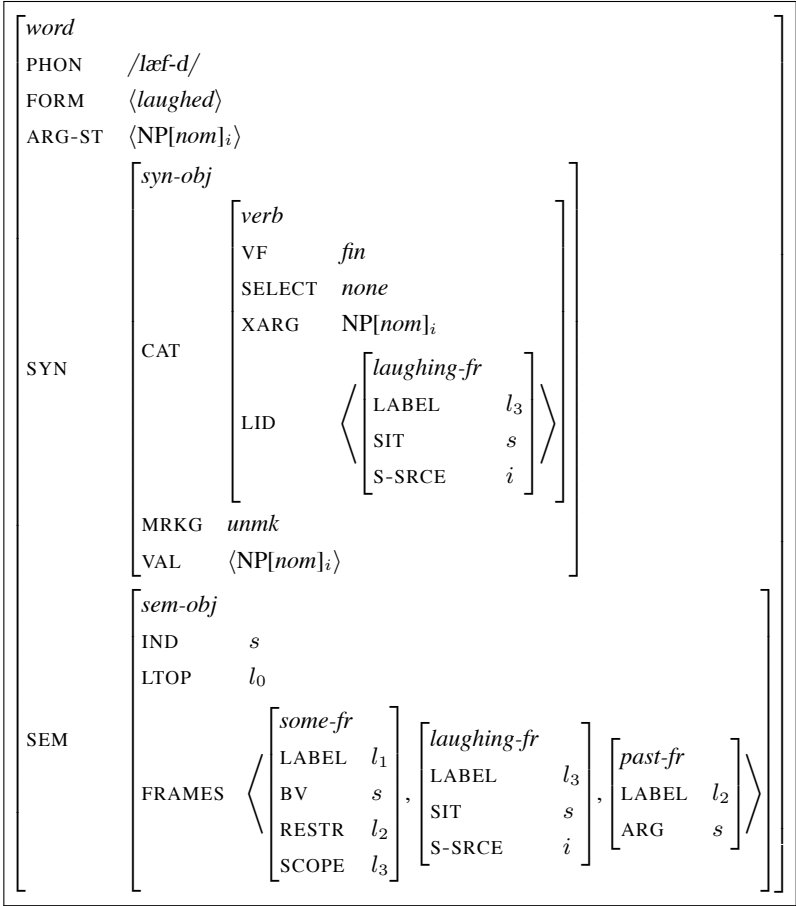 word
PHON /læf-d/
FORM ⟨laughed⟩
ARG-ST ⟨NP[nom]i⟩
syn-obj
verb
VF fin
SELECT none
XARG NP[nom]i
SYN CAT
laughing-fr
LABEL l3
LID
SIT s
S-SRCE i
MRKG unmk
VAL ⟨NP[nom]i⟩
sem-obj
IND s
LTOP l0
SEM
FRAMES
some-fr
LABEL l1
BV s
RESTR l2
SCOPE l3
,
laughing-fr
LABEL l3
SIT s
S-SRCE i
,
past-fr
LABEL l2
ARG s